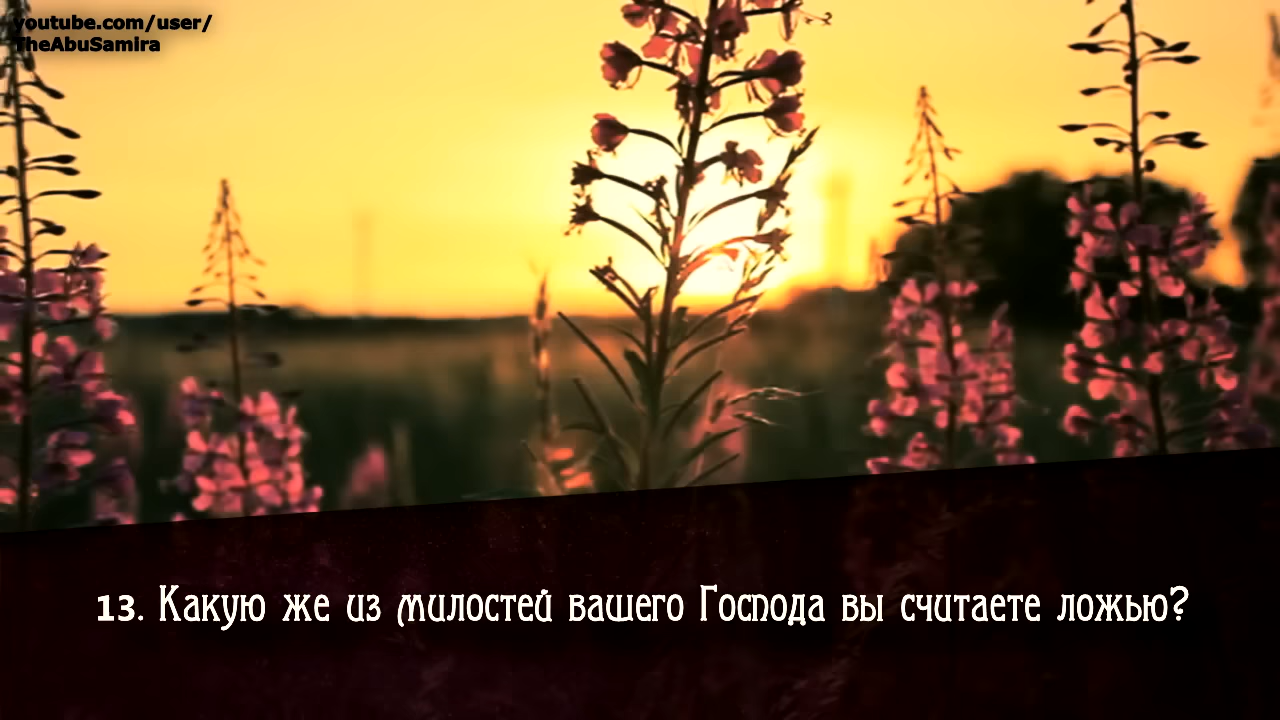 youtube.com/user/
TheAbuSamira
13. Какую же из милостей вашего Господа вы считаете ложью?